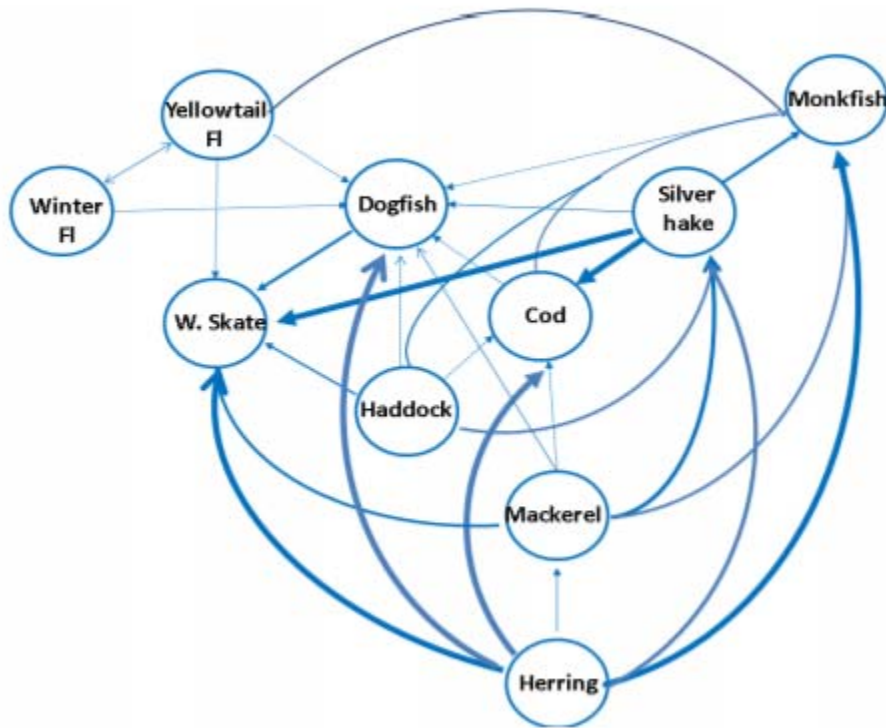 Yellowtail
Fl
Monkfish
Winter
Fl
Dogfish
Silver
hake
W. Skate
Cod
Haddock
Mackerel
Herring